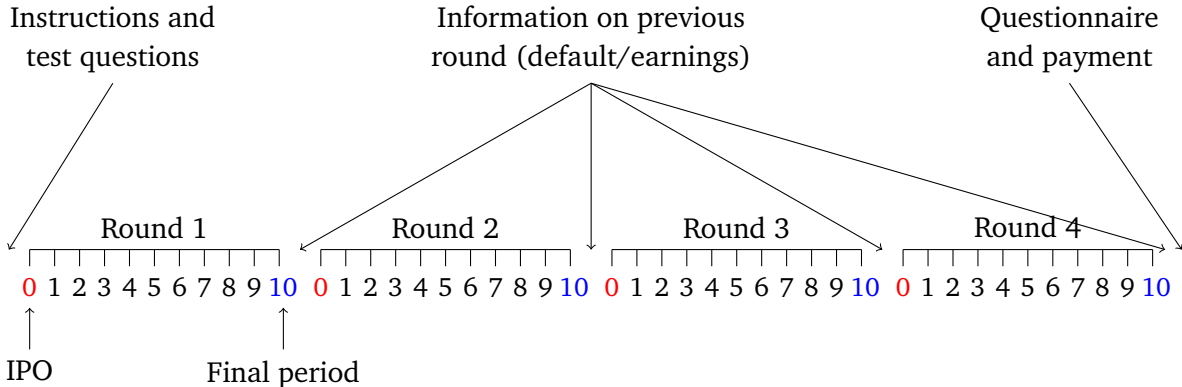 Instructions and
test questions
Information on previous
round (default/earnings)
Questionnaire
and payment
Round 1
Round 2
Round 3
Round 4
0 1 2 3 4 5 6 7 8 9 10
0 1 2 3 4 5 6 7 8 9 10
0 1 2 3 4 5 6 7 8 9 10
0 1 2 3 4 5 6 7 8 9 10
IPO
Final period